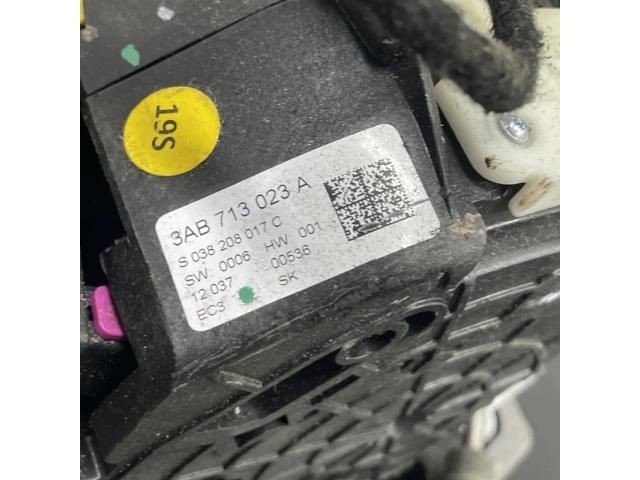 19S
3AB 713 023 A
S 038 208 017 C
SW 0006 HW 001
12 037 00536
EC3 SK